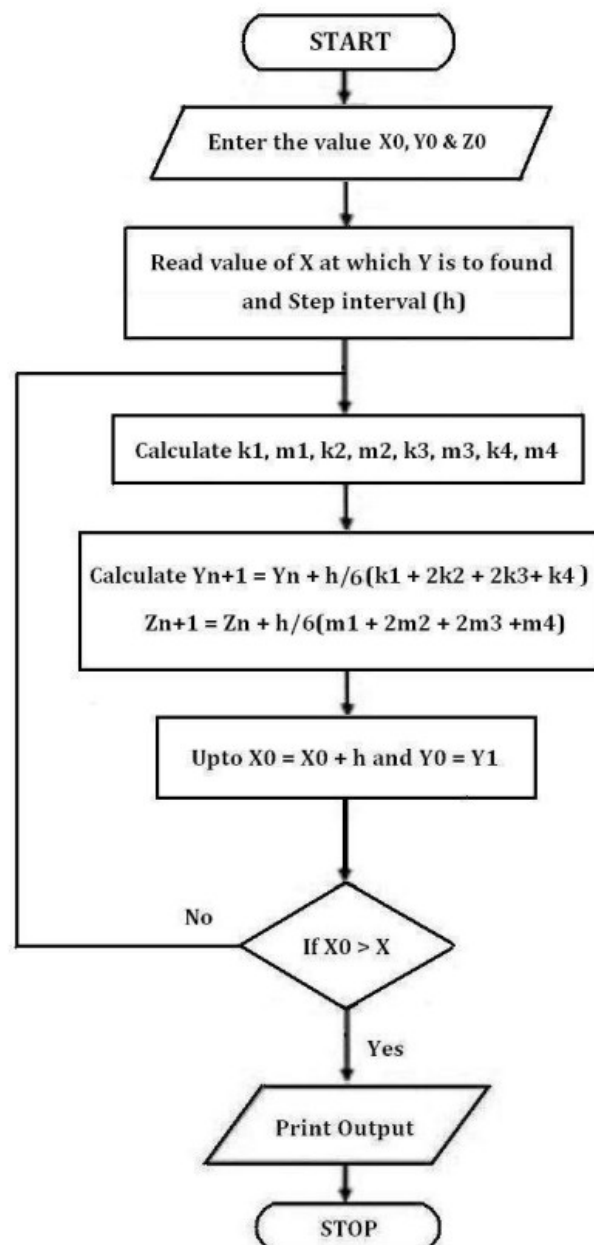 START
Enter the value X0, Y0 & Z0
Read value of X at which Y is to found
and Step interval (h)
Calculate k1, m1, k2, m2, k3, m3, k4, m4
Calculate Yn+1 = Yn + h/6(k1 + 2k2 + 2k3+ k4 )
Zn+1 = Zn + h/6(m1 + 2m2 + 2m3 +m4)
Upto X0 = X0 + h and Y0 = Y1
No
If X0 > X
Yes
Print Output
STOP